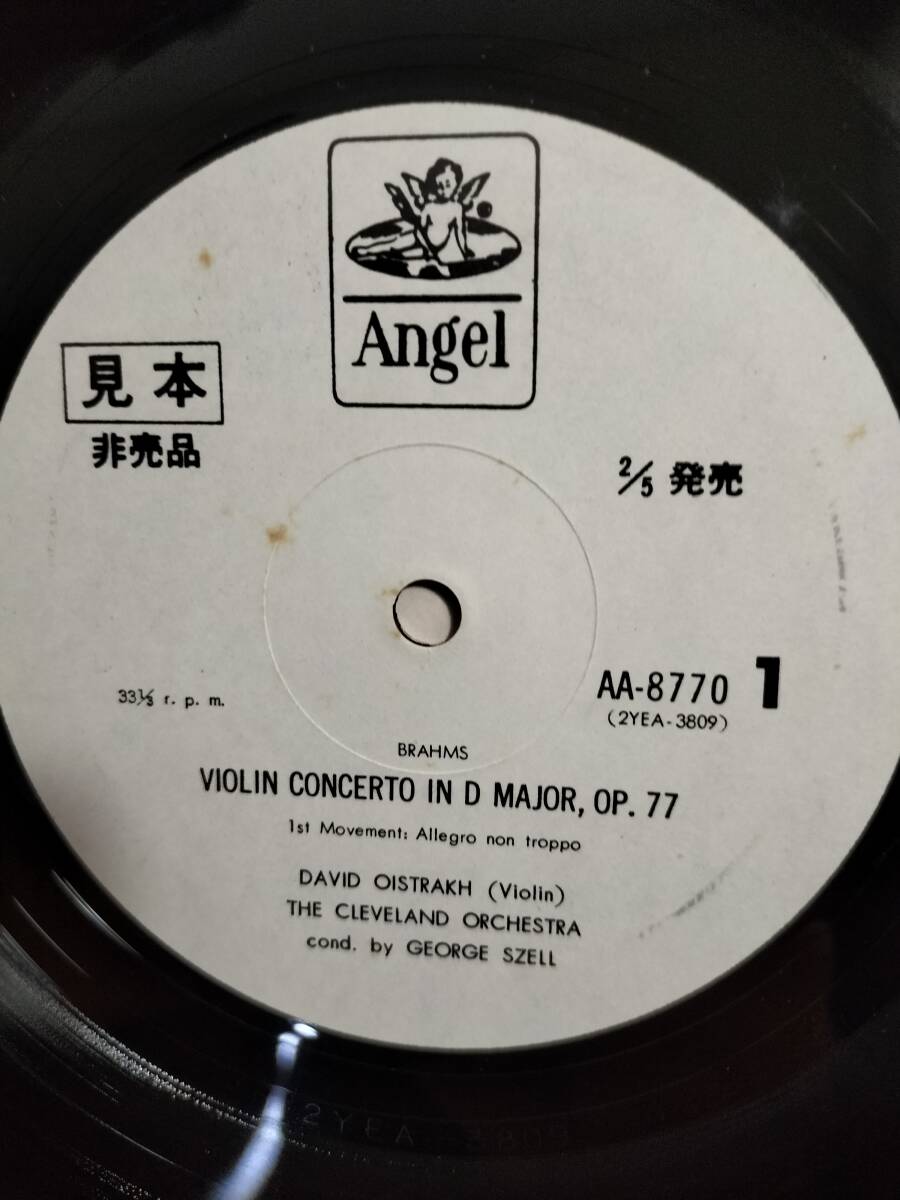 Angel
見本
非売品
2/5 発売
33⅓ r. p. m.
AA-8770 1
(2YEA-3809)
BRAHMS
VIOLIN CONCERTO IN D MAJOR, OP. 77
1st Movement: Allegro non troppo
DAVID OISTRAKH (Violin)
THE CLEVELAND ORCHESTRA
cond. by GEORGE SZELL
2YEA 3809